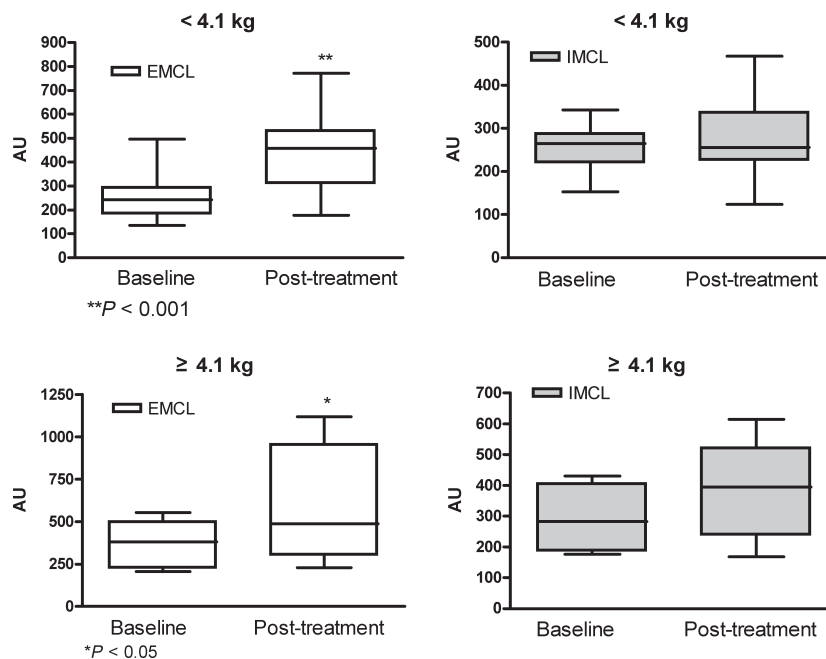 < 4.1 kg
900
800
700
600
500
400
300
200
100
0
AU
EMCL
**
Baseline Post-treatment
**P < 0.001
< 4.1 kg
500
400
300
200
100
0
AU
IMCL
Baseline Post-treatment
≥ 4.1 kg
1250
1000
750
500
250
0
AU
EMCL
*
Baseline Post-treatment
*P < 0.05
≥ 4.1 kg
700
600
500
400
300
200
100
0
AU
IMCL
Baseline Post-treatment